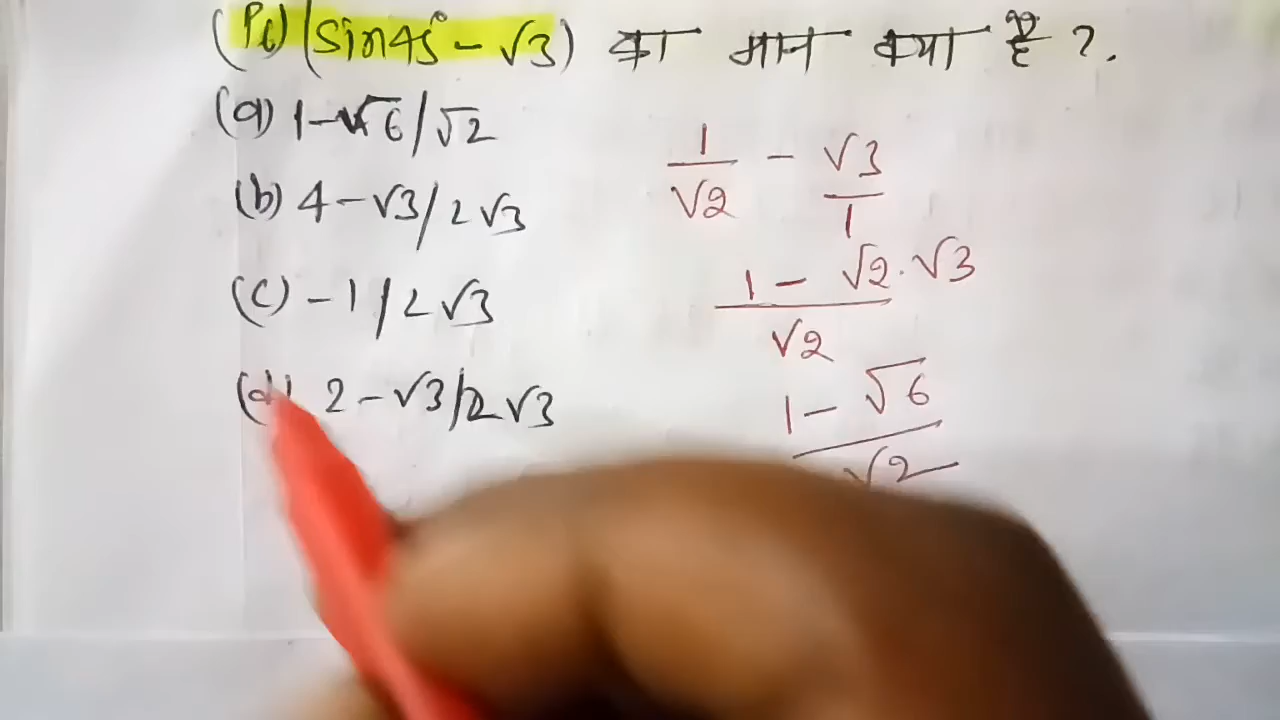 (P6) (sin45° - √3) का मान क्या है ?.
(a) 1-√6/√2
(b) 4-√3/2√3
(c) -1/2√3
(d) 2-√3/2√3
1/√2 - √3/1
1 - √2.√3
√2
1 - √6
√2